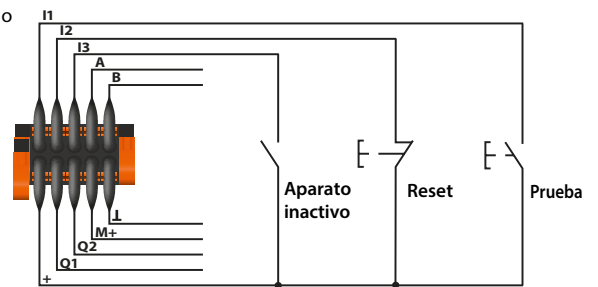 o
I1
I2
I3
A
B
Aparato
inactivo
Reset
Prueba
⊥
M+
Q2
Q1
+